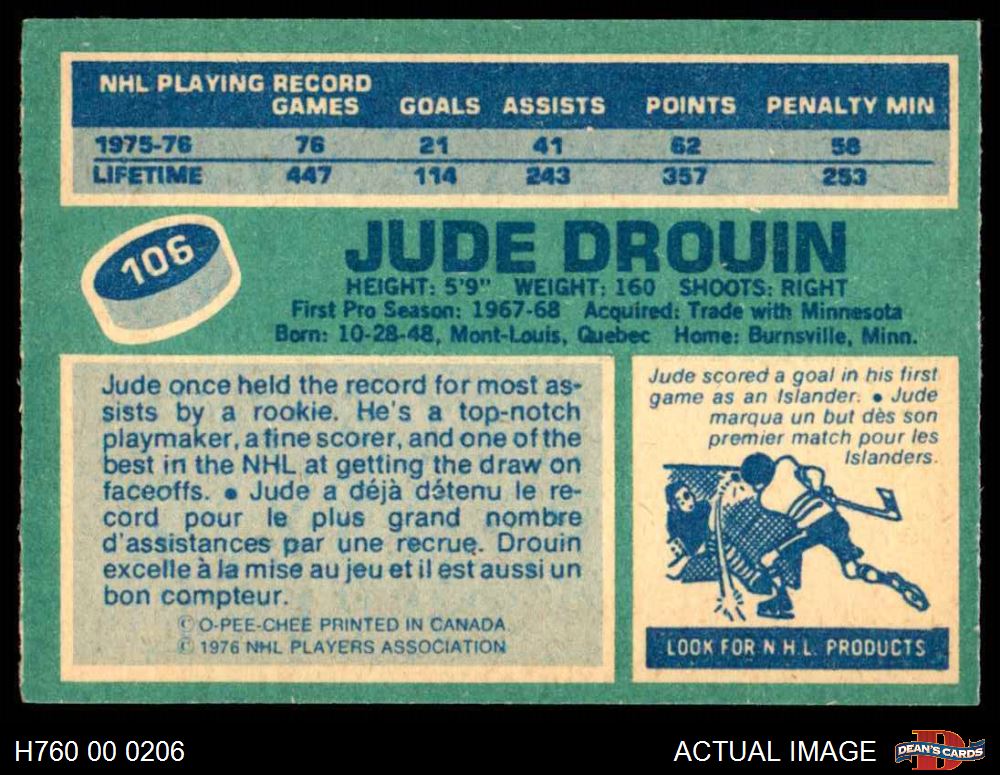 NHL PLAYING RECORD
GAMES GOALS ASSISTS POINTS PENALTY MIN
1975-76 76 21 41 62 58
LIFETIME 447 114 243 357 253
106
JUDE DROUIN
HEIGHT: 5'9" WEIGHT: 160 SHOOTS: RIGHT
First Pro Season: 1967-68 Acquired: Trade with Minnesota
Born: 10-28-48, Mont-Louis, Quebec Home: Burnsville, Minn.
Jude once held the record for most as-
sists by a rookie. He's a top-notch
playmaker, a fine scorer, and one of the
best in the NHL at getting the draw on
faceoffs. • Jude a déjà détenu le re-
cord pour le plus grand nombre
d'assistances par une recrue. Drouin
excelle à la mise au jeu et il est aussi un
bon compteur.
© O-PEE-CHEE PRINTED IN CANADA
© 1976 NHL PLAYERS ASSOCIATION
Jude scored a goal in his first
game as an Islander. • Jude
marqua un but dès son
premier match pour les
Islanders.
LOOK FOR N.H.L. PRODUCTS
H760 00 0206
ACTUAL IMAGE
DEAN'S CARDS